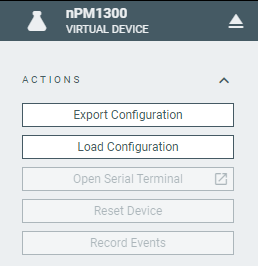 nPM1300
VIRTUAL DEVICE
ACTIONS
Export Configuration
Load Configuration
Open Serial Terminal
Reset Device
Record Events